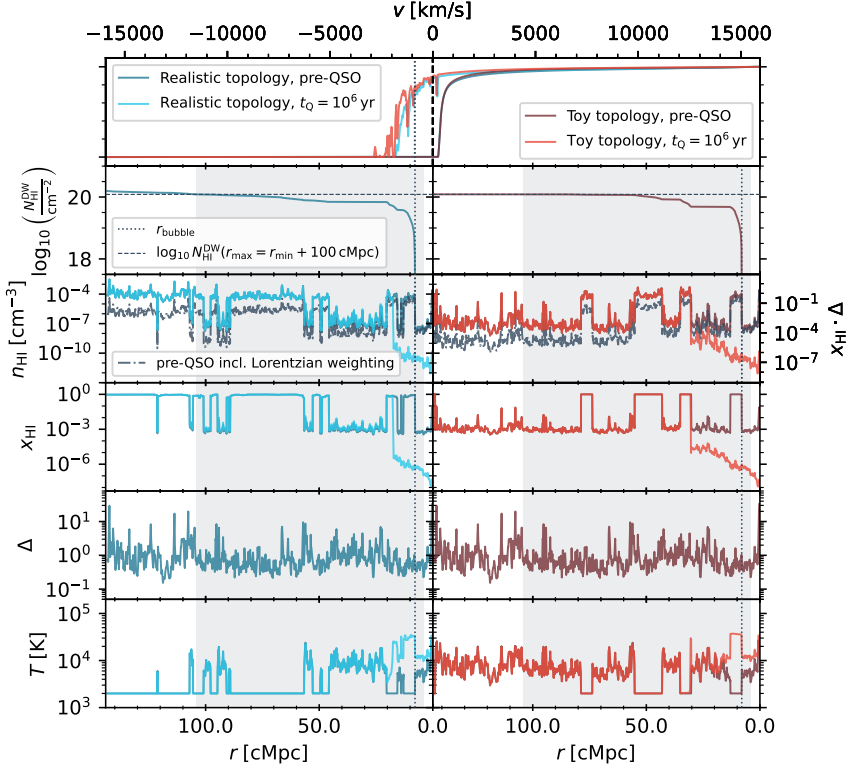 v [km/s]
−15000 −10000 −5000 0 5000 10000 15000
Realistic topology, pre-QSO
Realistic topology, t_Q = 10^6 yr
Toy topology, pre-QSO
Toy topology, t_Q = 10^6 yr
log_10 (N_HI^DW / cm^−2)
20
18
r_bubble
log_10 N_HI^DW (r_max = r_min + 100 cMpc)
n_HI [cm^−3]
10^−4
10^−7
10^−10
pre-QSO incl. Lorentzian weighting
10^−1
10^−4
10^−7
x_HI · Δ
x_HI
10^0
10^−3
10^−6
Δ
10^1
10^0
10^−1
T [K]
10^5
10^4
10^3
100.0 50.0 0.0 100.0 50.0 0.0
r [cMpc] r [cMpc]